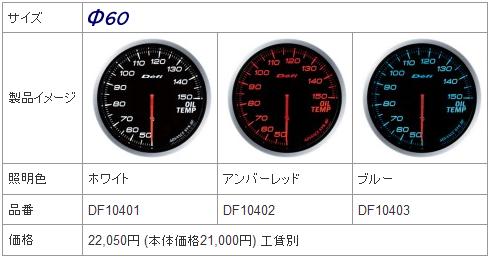 サイズ Φ60
製品イメージ
110 120 130 140 150 100 90 80 70 60 50 Defi OIL TEMP
110 120 130 140 150 100 90 80 70 60 50 Defi OIL TEMP
110 120 130 140 150 100 90 80 70 60 50 Defi OIL TEMP
照明色 ホワイト アンバーレッド ブルー
品番 DF10401 DF10402 DF10403
価格 22,050円 (本体価格21,000円) 工賃別